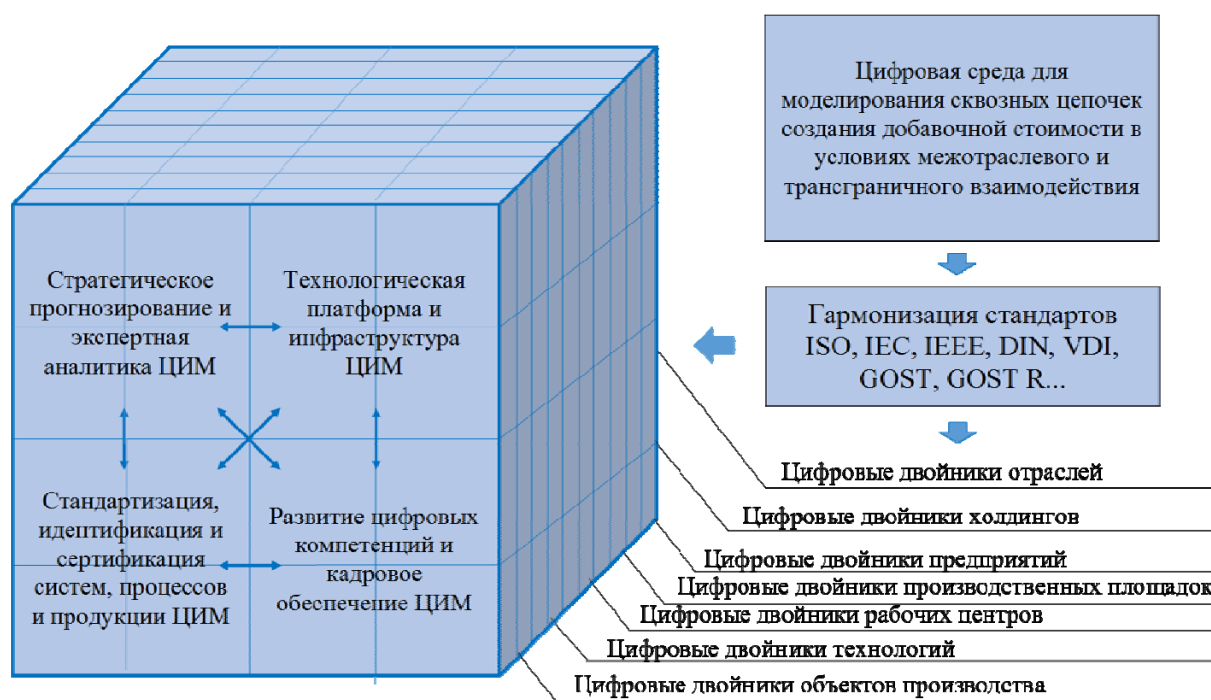 Цифровая среда для
моделирования сквозных цепочек
создания добавочной стоимости в
условиях межотраслевого и
трансграничного взаимодействия
Стратегическое
прогнозирование и
экспертная
аналитика ЦИМ
Технологическая
платформа и
инфраструктура
ЦИМ
Гармонизация стандартов
ISO, IEC, IEEE, DIN, VDI,
GOST, GOST R...
Стандартизация,
идентификация и
сертификация
систем, процессов
и продукции ЦИМ
Развитие цифровых
компетенций и
кадровое
обеспечение ЦИМ
Цифровые двойники отраслей
Цифровые двойники холдингов
Цифровые двойники предприятий
Цифровые двойники производственных площадок
Цифровые двойники рабочих центров
Цифровые двойники технологий
Цифровые двойники объектов производства